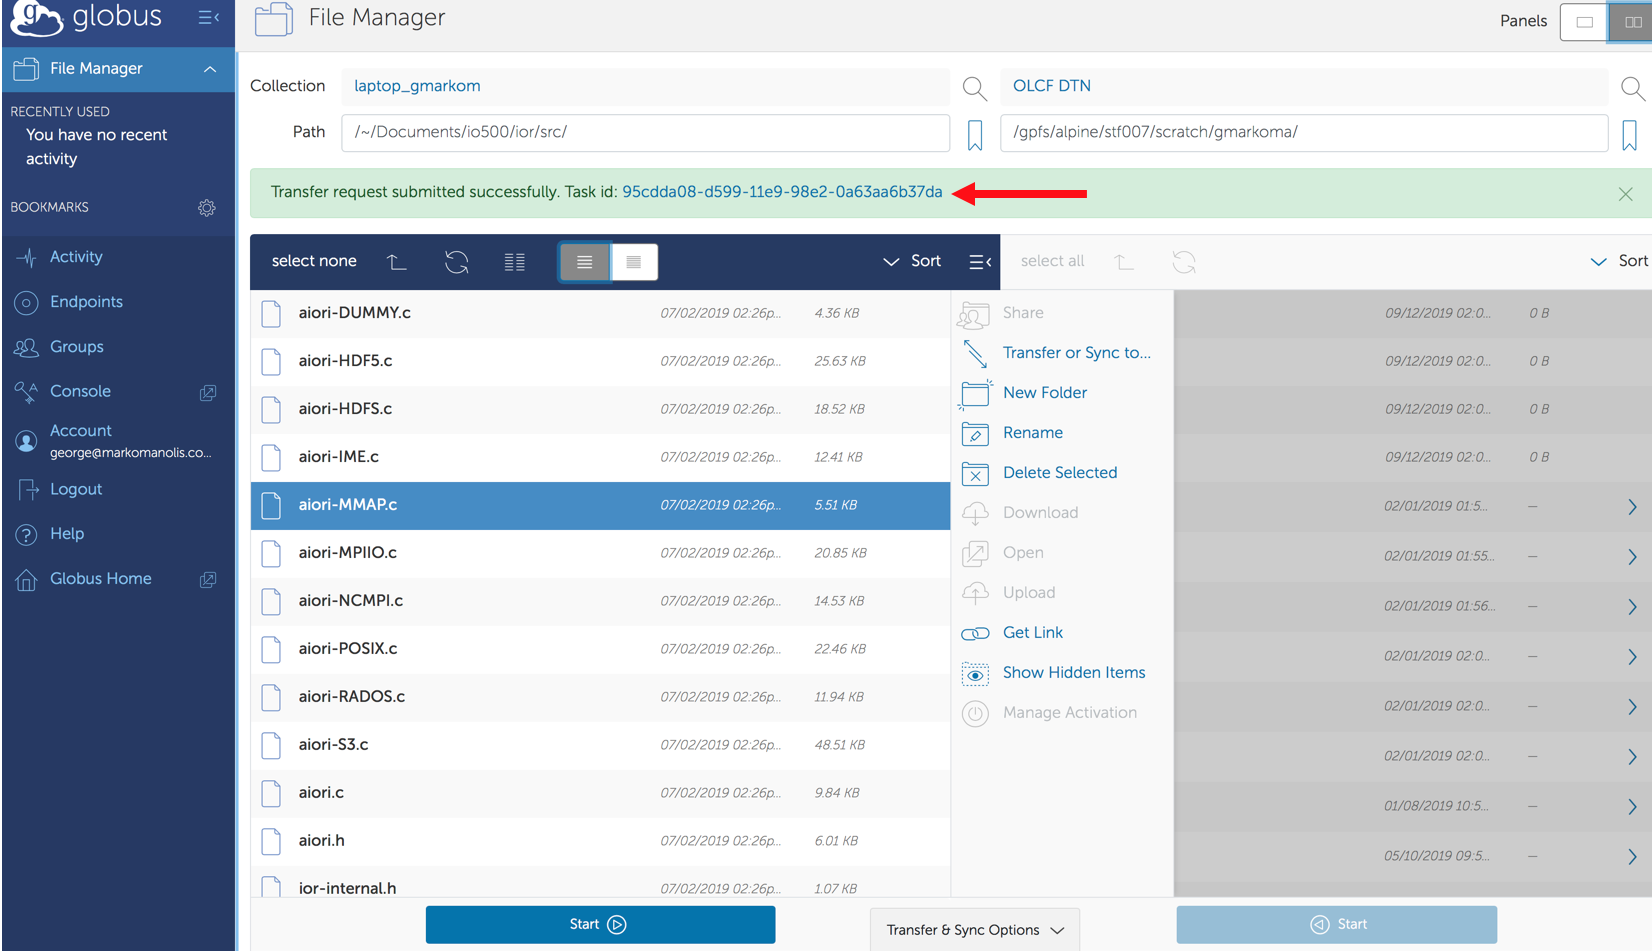 globus
File Manager
Panels
File Manager
RECENTLY USED
You have no recent
activity
BOOKMARKS
Activity
Endpoints
Groups
Console
Account
george@markomanolis.co...
Logout
Help
Globus Home
Collection
laptop_gmarkom
OLCF DTN
Path
/~/Documents/io500/ior/src/
/gpfs/alpine/stf007/scratch/gmarkoma/
Transfer request submitted successfully. Task id: 95cdda08-d599-11e9-98e2-0a63aa6b37da
select none
Sort
select all
Sort
aiori-DUMMY.c 07/02/2019 02:26p... 4.36 KB
aiori-HDF5.c 07/02/2019 02:26p... 25.63 KB
aiori-HDFS.c 07/02/2019 02:26p... 18.52 KB
aiori-IME.c 07/02/2019 02:26p... 12.41 KB
aiori-MMAP.c 07/02/2019 02:26p... 5.51 KB
aiori-MPIIO.c 07/02/2019 02:26p... 20.85 KB
aiori-NCMPI.c 07/02/2019 02:26p... 14.53 KB
aiori-POSIX.c 07/02/2019 02:26p... 22.46 KB
aiori-RADOS.c 07/02/2019 02:26p... 11.94 KB
aiori-S3.c 07/02/2019 02:26p... 48.51 KB
aiori.c 07/02/2019 02:26p... 9.84 KB
aiori.h 07/02/2019 02:26p... 6.01 KB
ior-internal.h 07/02/2019 02:26p... 1.07 KB
Share
Transfer or Sync to...
New Folder
Rename
Delete Selected
Download
Open
Upload
Get Link
Show Hidden Items
Manage Activation
09/12/2019 02:0... 0 B
09/12/2019 02:0... 0 B
09/12/2019 02:0... 0 B
09/12/2019 02:0... 0 B
02/01/2019 01:5... —
02/01/2019 01:55... —
02/01/2019 01:56... —
02/01/2019 02:0... —
02/01/2019 02:0... —
02/01/2019 02:0... —
01/08/2019 10:5... —
05/10/2019 09:5... —
Start
Transfer & Sync Options
Start